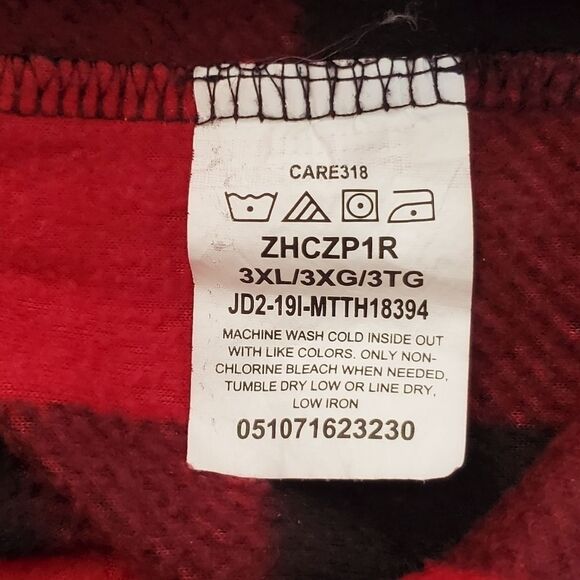 CARE318
ZHCZP1R
3XL/3XG/3TG
JD2-19I-MTTH18394
MACHINE WASH COLD INSIDE OUT
WITH LIKE COLORS. ONLY NON-
CHLORINE BLEACH WHEN NEEDED,
TUMBLE DRY LOW OR LINE DRY,
LOW IRON
051071623230